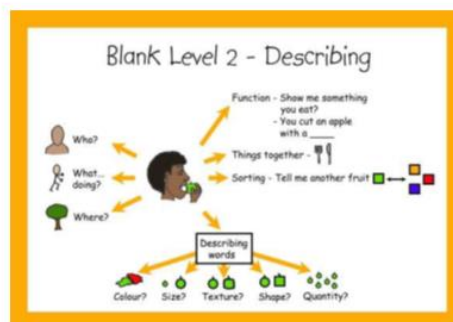 Blank Level 2 - Describing
Function - Show me something
you eat?
- You cut an apple
with a ____
Things together -
Sorting - Tell me another fruit
Who?
What...
doing?
Where?
Describing
words
Colour? Size? Texture? Shape? Quantity?